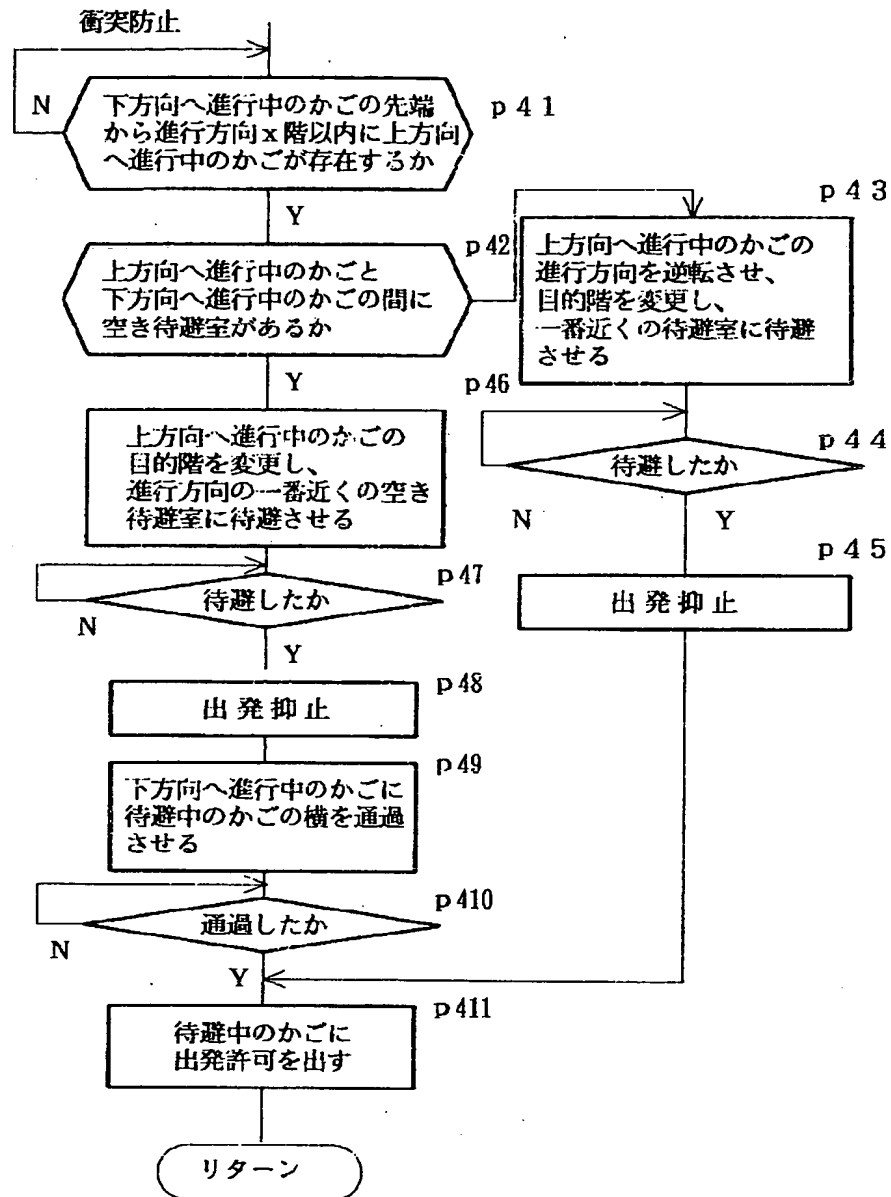 衝突防止
N
下方向へ進行中のかごの先端
から進行方向x階以内に上方向
へ進行中のかごが存在するか
p41
Y
上方向へ進行中のかごと
下方向へ進行中のかごの間に
空き待避室があるか
p42
Y
p43
上方向へ進行中のかごの
進行方向を逆転させ、
目的階を変更し、
一番近くの待避室に待避
させる
待避したか
p44
N
Y
p45
出発抑止
p46
上方向へ進行中のかごの
目的階を変更し、
進行方向の一番近くの空き
待避室に待避させる
待避したか
p47
N
Y
p48
出発抑止
p49
下方向へ進行中のかごに
待避中のかごの横を通過
させる
通過したか
p410
N
Y
p411
待避中のかごに
出発許可を出す
リターン